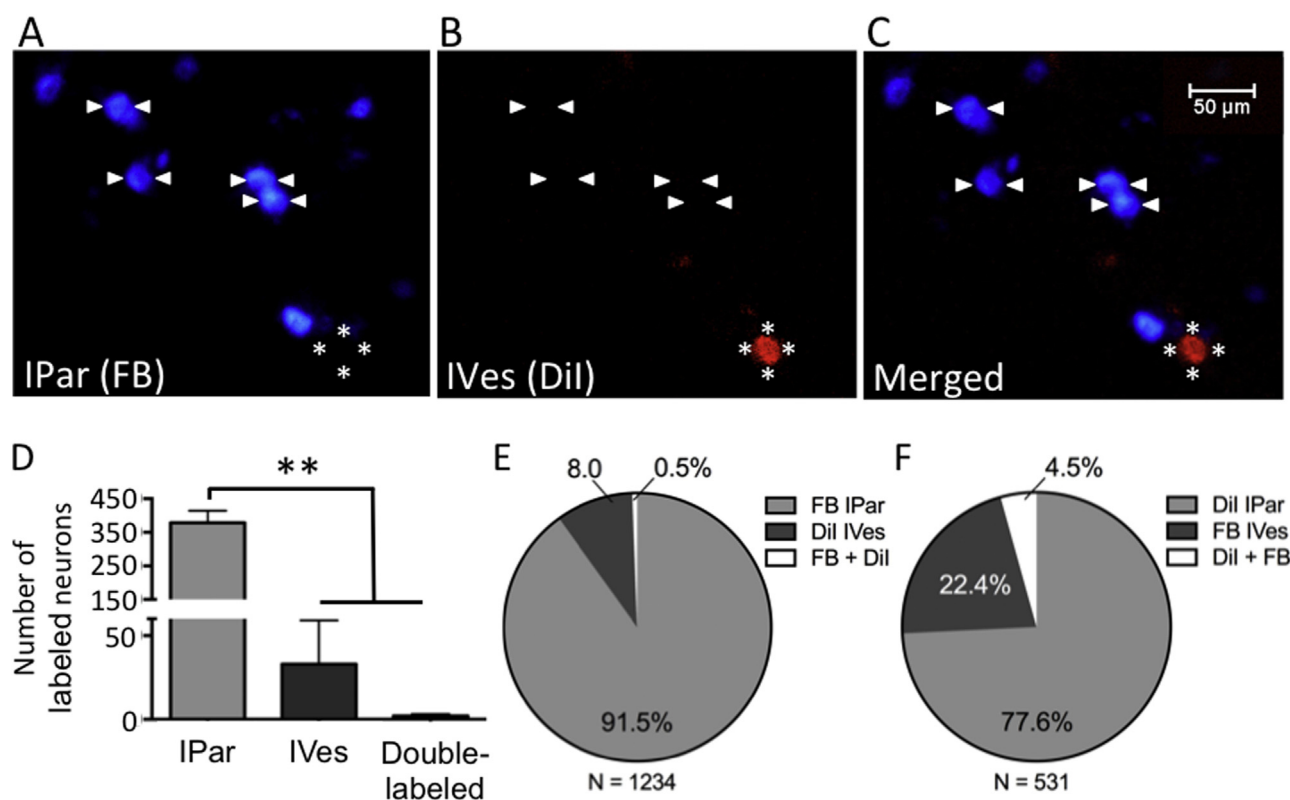 A
B
C
50 µm
*
* *
*
*
* *
*
*
* *
*
IPar (FB)
IVes (DiI)
Merged
D
**
450
350
250
150
50
0
Number of
labeled neurons
IPar
IVes
Double-
labeled
E
8.0
0.5%
91.5%
N = 1234
FB IPar
DiI IVes
FB + DiI
F
4.5%
22.4%
77.6%
N = 531
DiI IPar
FB IVes
DiI + FB